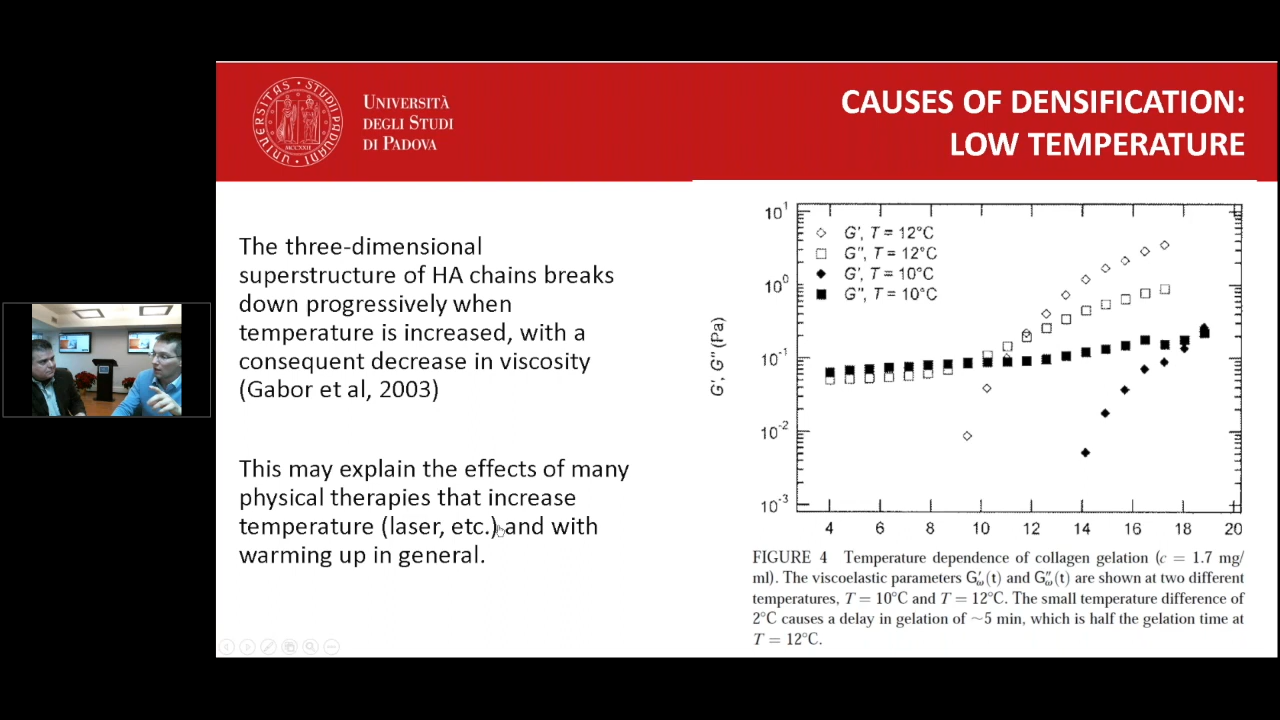 UNIVERSITÀ
DEGLI STUDI
DI PADOVA
CAUSES OF DENSIFICATION:
LOW TEMPERATURE
The three-dimensional
superstructure of HA chains breaks
down progressively when
temperature is increased, with a
consequent decrease in viscosity
(Gabor et al, 2003)
This may explain the effects of many
physical therapies that increase
temperature (laser, etc.) and with
warming up in general.
10¹
10⁰
10⁻¹
10⁻²
10⁻³
G', G'' (Pa)
G', T = 12°C
G'', T = 12°C
G', T = 10°C
G'', T = 10°C
4 6 8 10 12 14 16 18 20
FIGURE 4 Temperature dependence of collagen gelation (c = 1.7 mg/
ml). The viscoelastic parameters G'ω(t) and G''ω(t) are shown at two different
temperatures, T = 10°C and T = 12°C. The small temperature difference of
2°C causes a delay in gelation of ~5 min, which is half the gelation time at
T = 12°C.